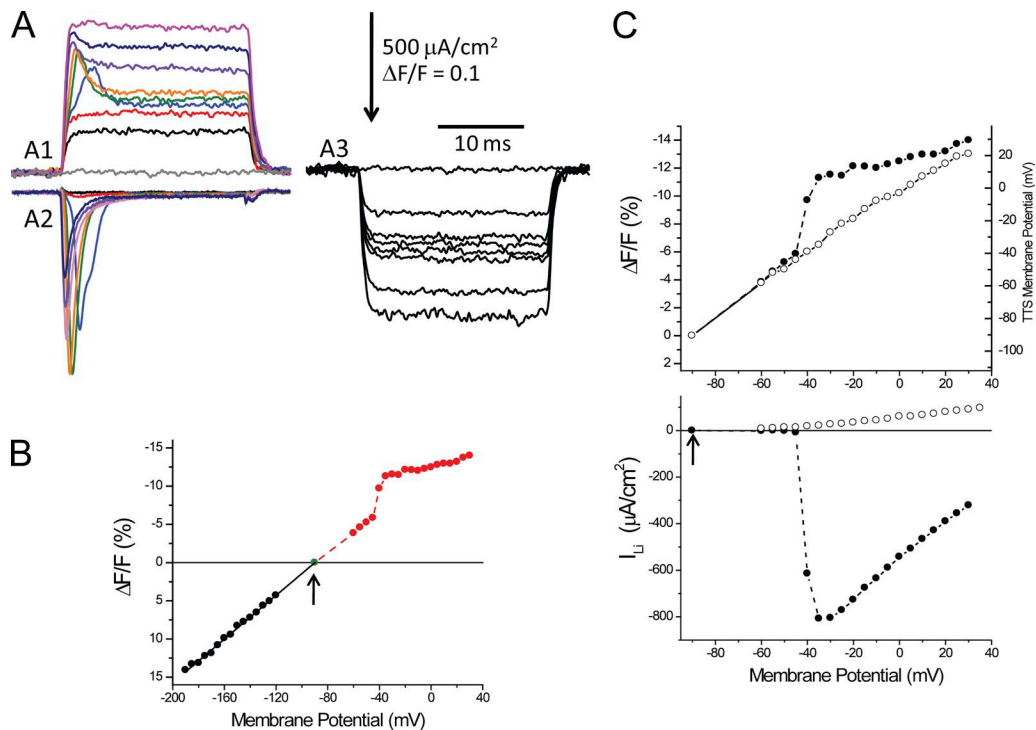 A
A1
A2
500 μA/cm²
ΔF/F = 0.1
10 ms
A3
B
ΔF/F (%)
-15
-10
-5
0
5
10
15
-200 -160 -120 -80 -40 0 40
Membrane Potential (mV)
C
ΔF/F (%)
-14
-12
-10
-8
-6
-4
-2
0
2
-80 -60 -40 -20 0 20 40
20
0
-20
-40
-60
-80
-100
TTS Membrane Potential (mV)
I_Li (μA/cm²)
0
-200
-400
-600
-800
-80 -60 -40 -20 0 20 40
Membrane Potential (mV)